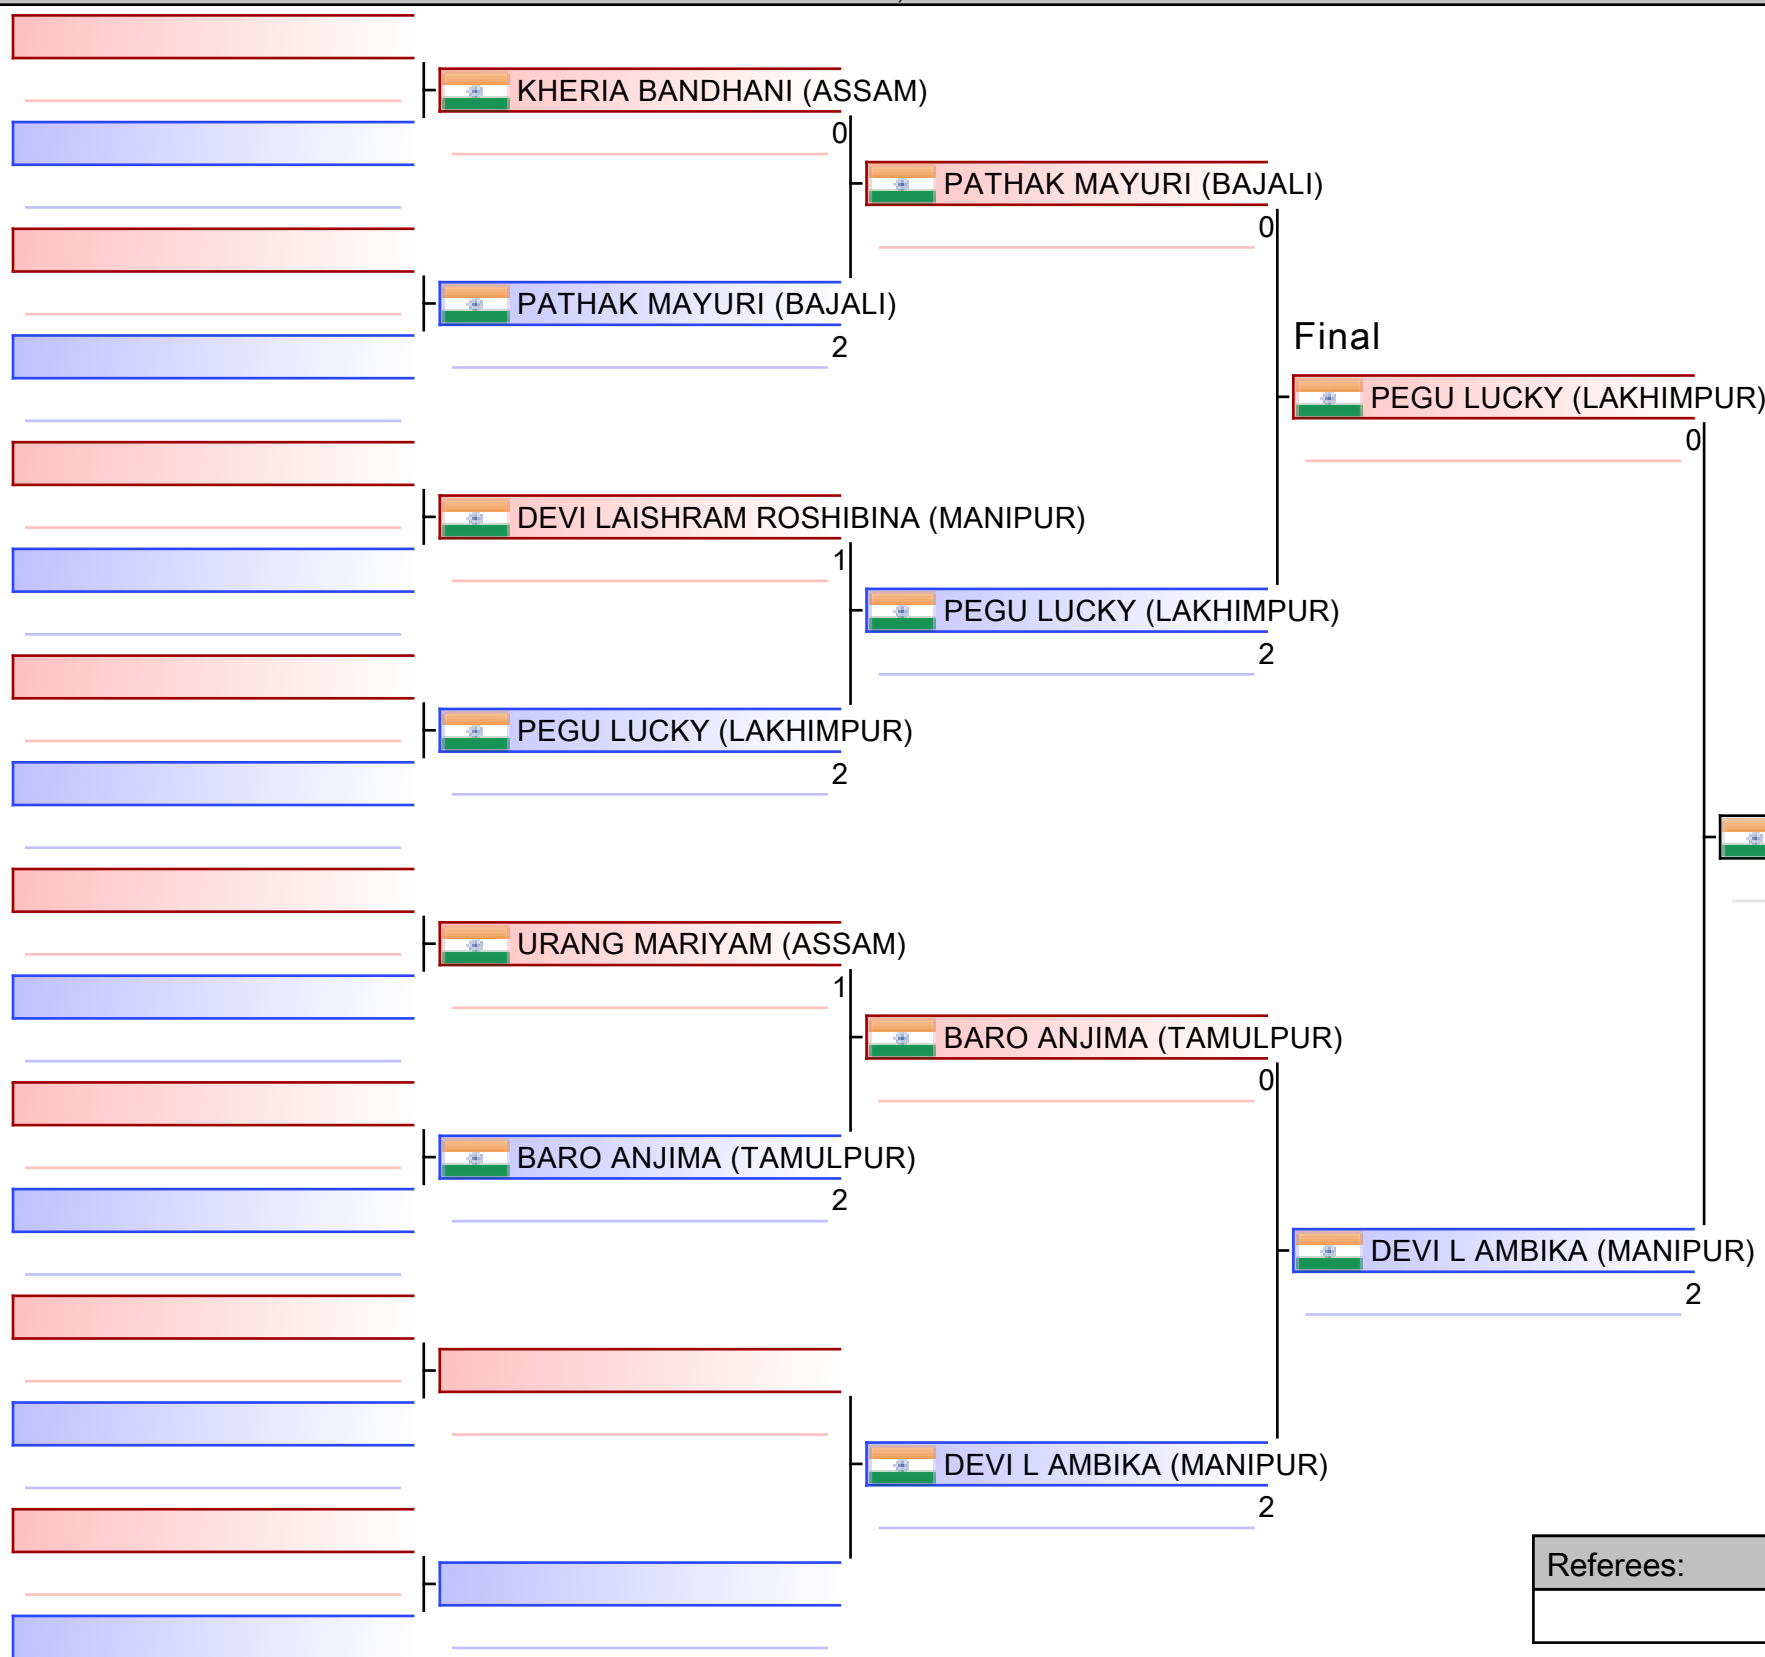 KHERIA BANDHANI (ASSAM)
0
PATHAK MAYURI (BAJALI)
0
PATHAK MAYURI (BAJALI)
2
Final
PEGU LUCKY (LAKHIMPUR)
0
DEVI LAISHRAM ROSHIBINA (MANIPUR)
1
PEGU LUCKY (LAKHIMPUR)
2
PEGU LUCKY (LAKHIMPUR)
2
URANG MARIYAM (ASSAM)
1
BARO ANJIMA (TAMULPUR)
0
BARO ANJIMA (TAMULPUR)
2
DEVI L AMBIKA (MANIPUR)
2
DEVI L AMBIKA (MANIPUR)
2
Referees: